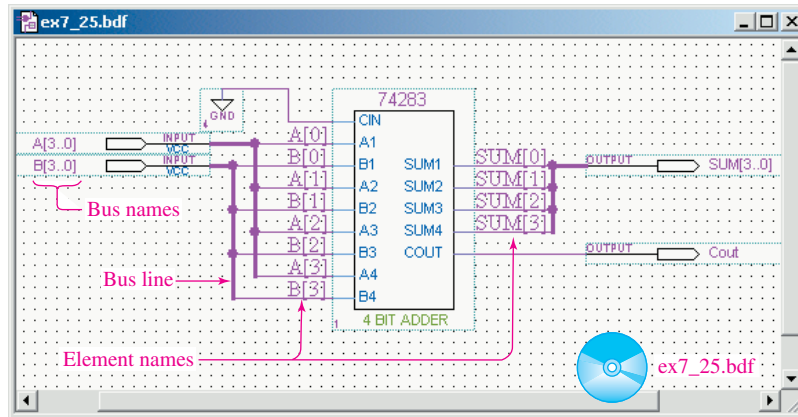 ex7_25.bdf
74283
GND
CIN
A[3..0] INPUT VCC A[0] A1
B[3..0] INPUT VCC B[0] B1 SUM1 SUM[0] OUTPUT SUM[3..0]
A[1] A2 SUM2 SUM[1]
Bus names B[1] B2 SUM3 SUM[2]
A[2] A3 SUM4 SUM[3]
B[2] B3 COUT OUTPUT Cout
Bus line A[3] A4
B[3] B4
1 4 BIT ADDER
Element names
ex7_25.bdf